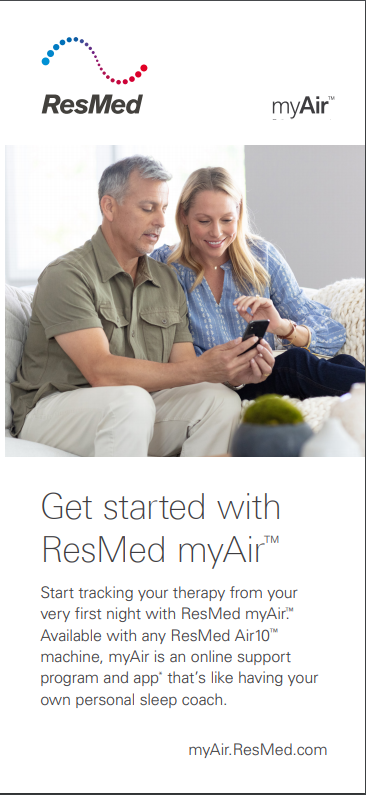 ResMed
myAir™
Get started with
ResMed myAir™
Start tracking your therapy from your
very first night with ResMed myAir.™
Available with any ResMed Air10™
machine, myAir is an online support
program and app* that's like having your
own personal sleep coach.
myAir.ResMed.com